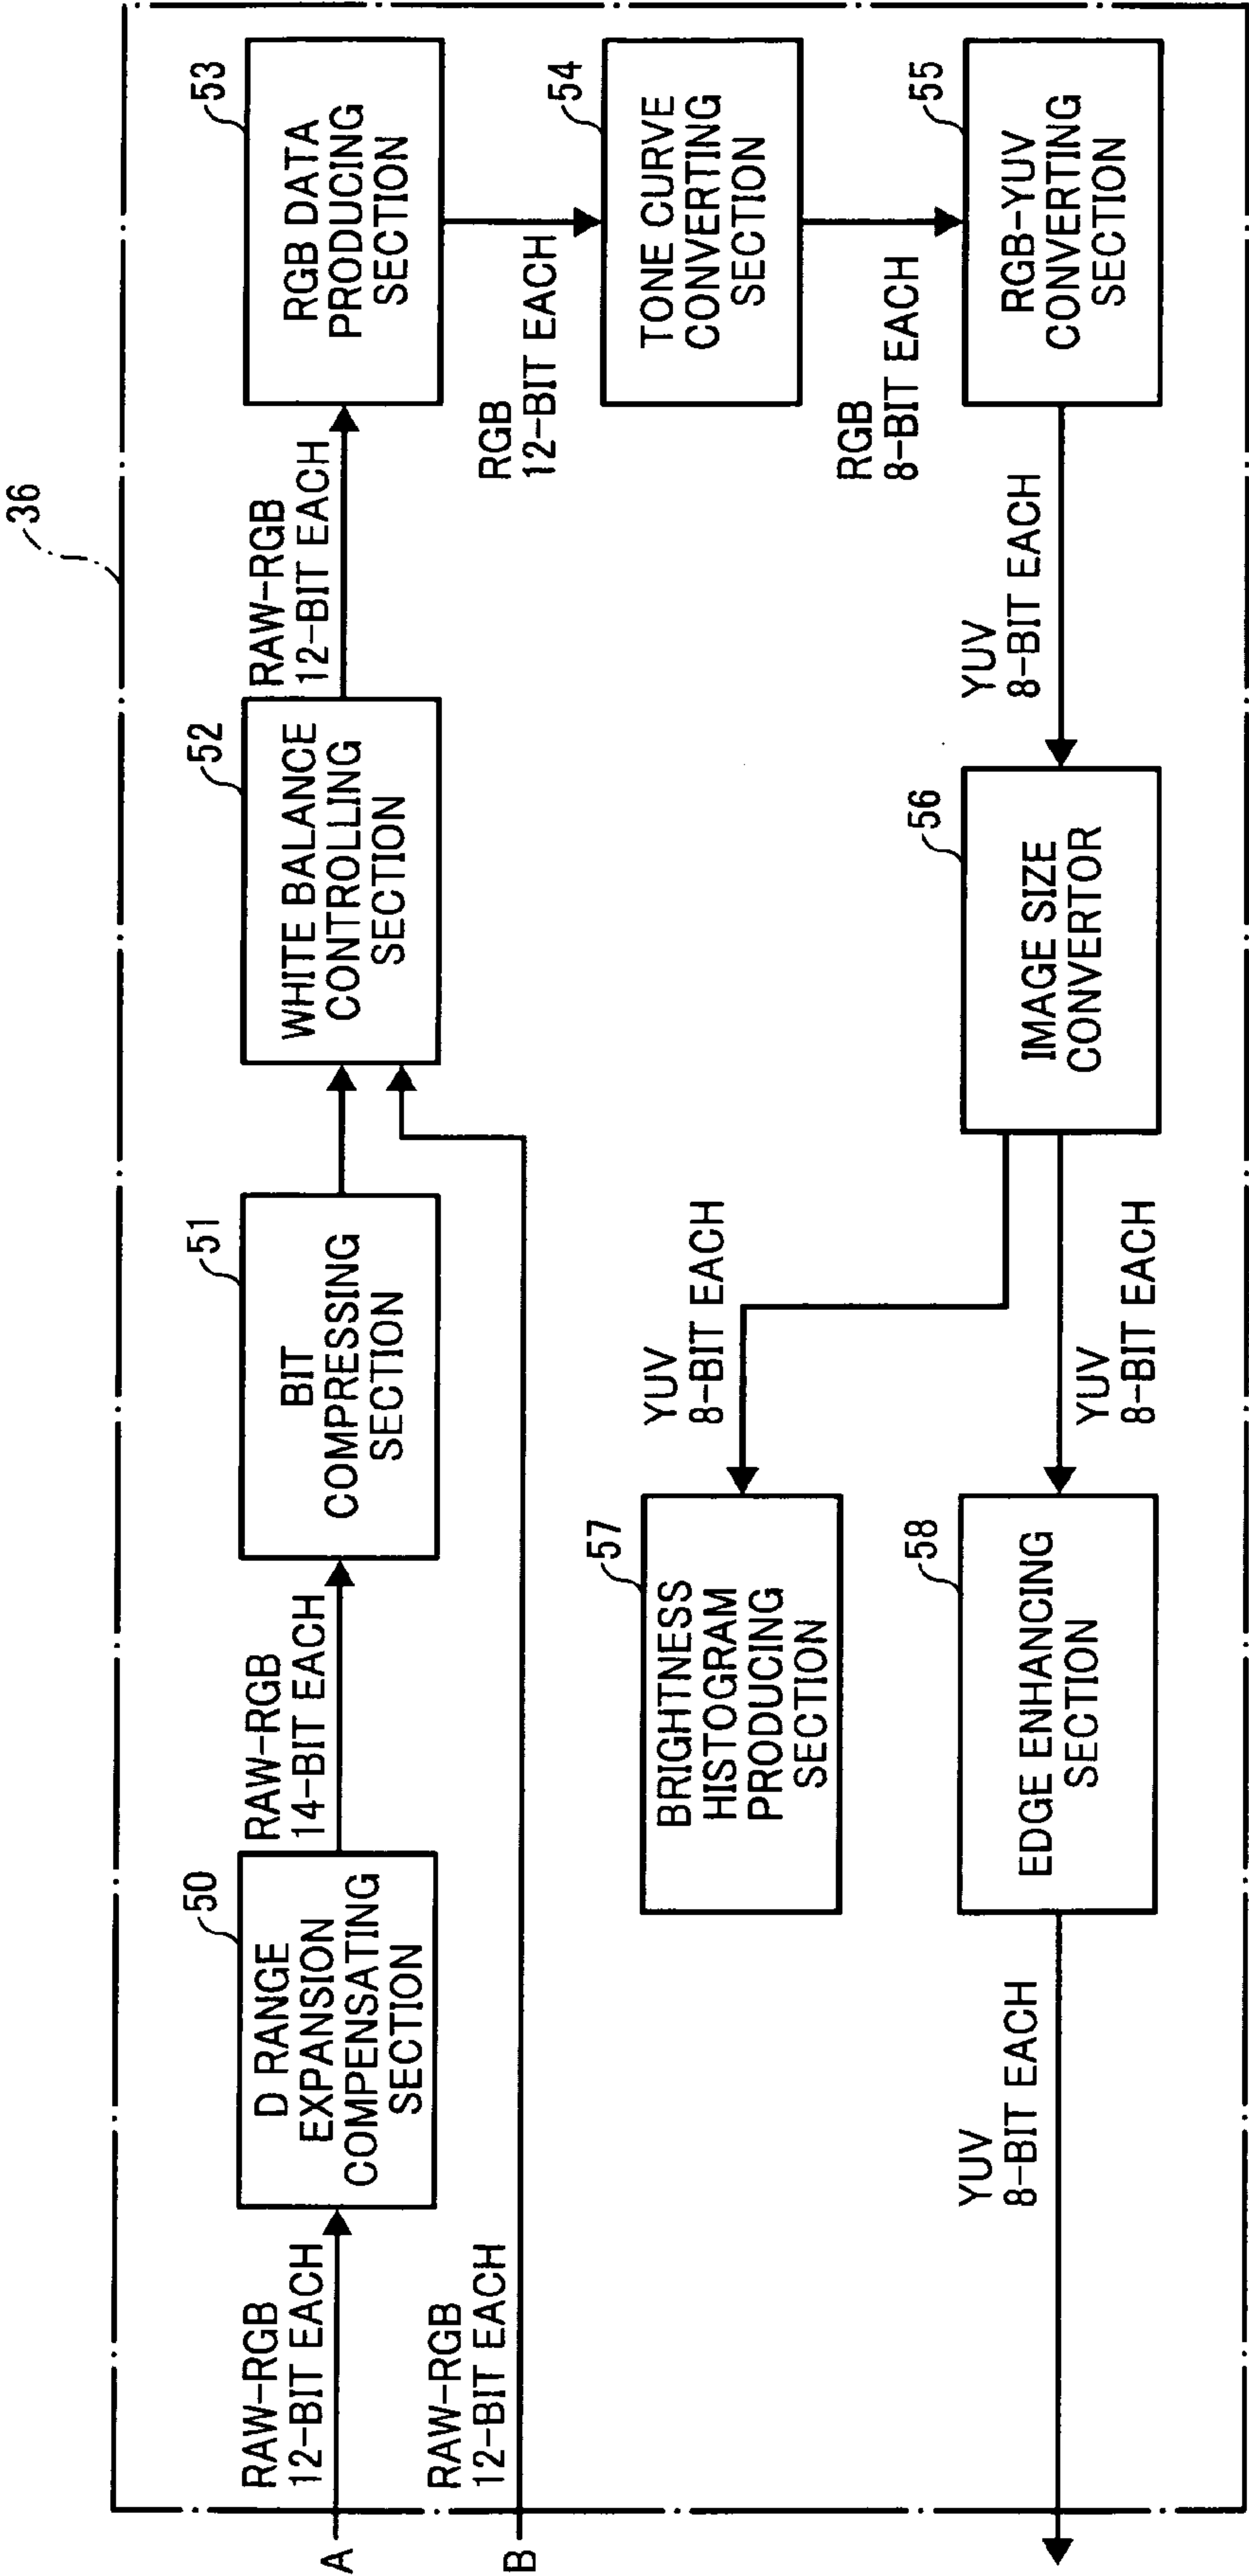 36
A
RAW-RGB
12-BIT EACH
50
D RANGE
EXPANSION
COMPENSATING
SECTION
RAW-RGB
14-BIT EACH
51
BIT
COMPRESSING
SECTION
52
WHITE BALANCE
CONTROLLING
SECTION
RAW-RGB
12-BIT EACH
53
RGB DATA
PRODUCING
SECTION
B
RAW-RGB
12-BIT EACH
RGB
12-BIT EACH
54
TONE CURVE
CONVERTING
SECTION
RGB
8-BIT EACH
55
RGB-YUV
CONVERTING
SECTION
YUV
8-BIT EACH
56
IMAGE SIZE
CONVERTOR
YUV
8-BIT EACH
57
BRIGHTNESS
HISTOGRAM
PRODUCING
SECTION
YUV
8-BIT EACH
58
EDGE ENHANCING
SECTION
YUV
8-BIT EACH